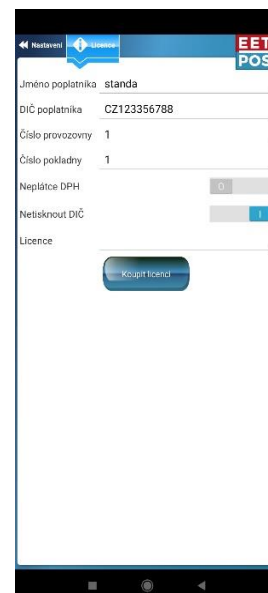 Nastavení Licence EET
POS
Jméno poplatníka standa
DIČ poplatníka CZ123356788
Číslo provozovny 1
Číslo pokladny 1
Neplátce DPH 0
Netisknout DIČ I
Licence
Koupit licenci